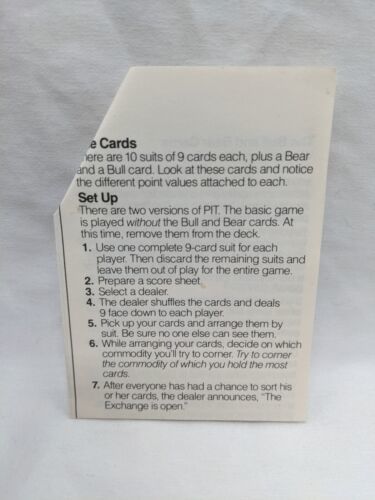 e Cards
here are 10 suits of 9 cards each, plus a Bear
and a Bull card. Look at these cards and notice
the different point values attached to each.
Set Up
There are two versions of PIT. The basic game
is played without the Bull and Bear cards. At
this time, remove them from the deck.
1. Use one complete 9-card suit for each
player. Then discard the remaining suits and
leave them out of play for the entire game.
2. Prepare a score sheet.
3. Select a dealer.
4. The dealer shuffles the cards and deals
9 face down to each player.
5. Pick up your cards and arrange them by
suit. Be sure no one else can see them.
6. While arranging your cards, decide on which
commodity you'll try to corner. Try to corner
the commodity of which you hold the most
cards.
7. After everyone has had a chance to sort his
or her cards, the dealer announces, "The
Exchange is open."